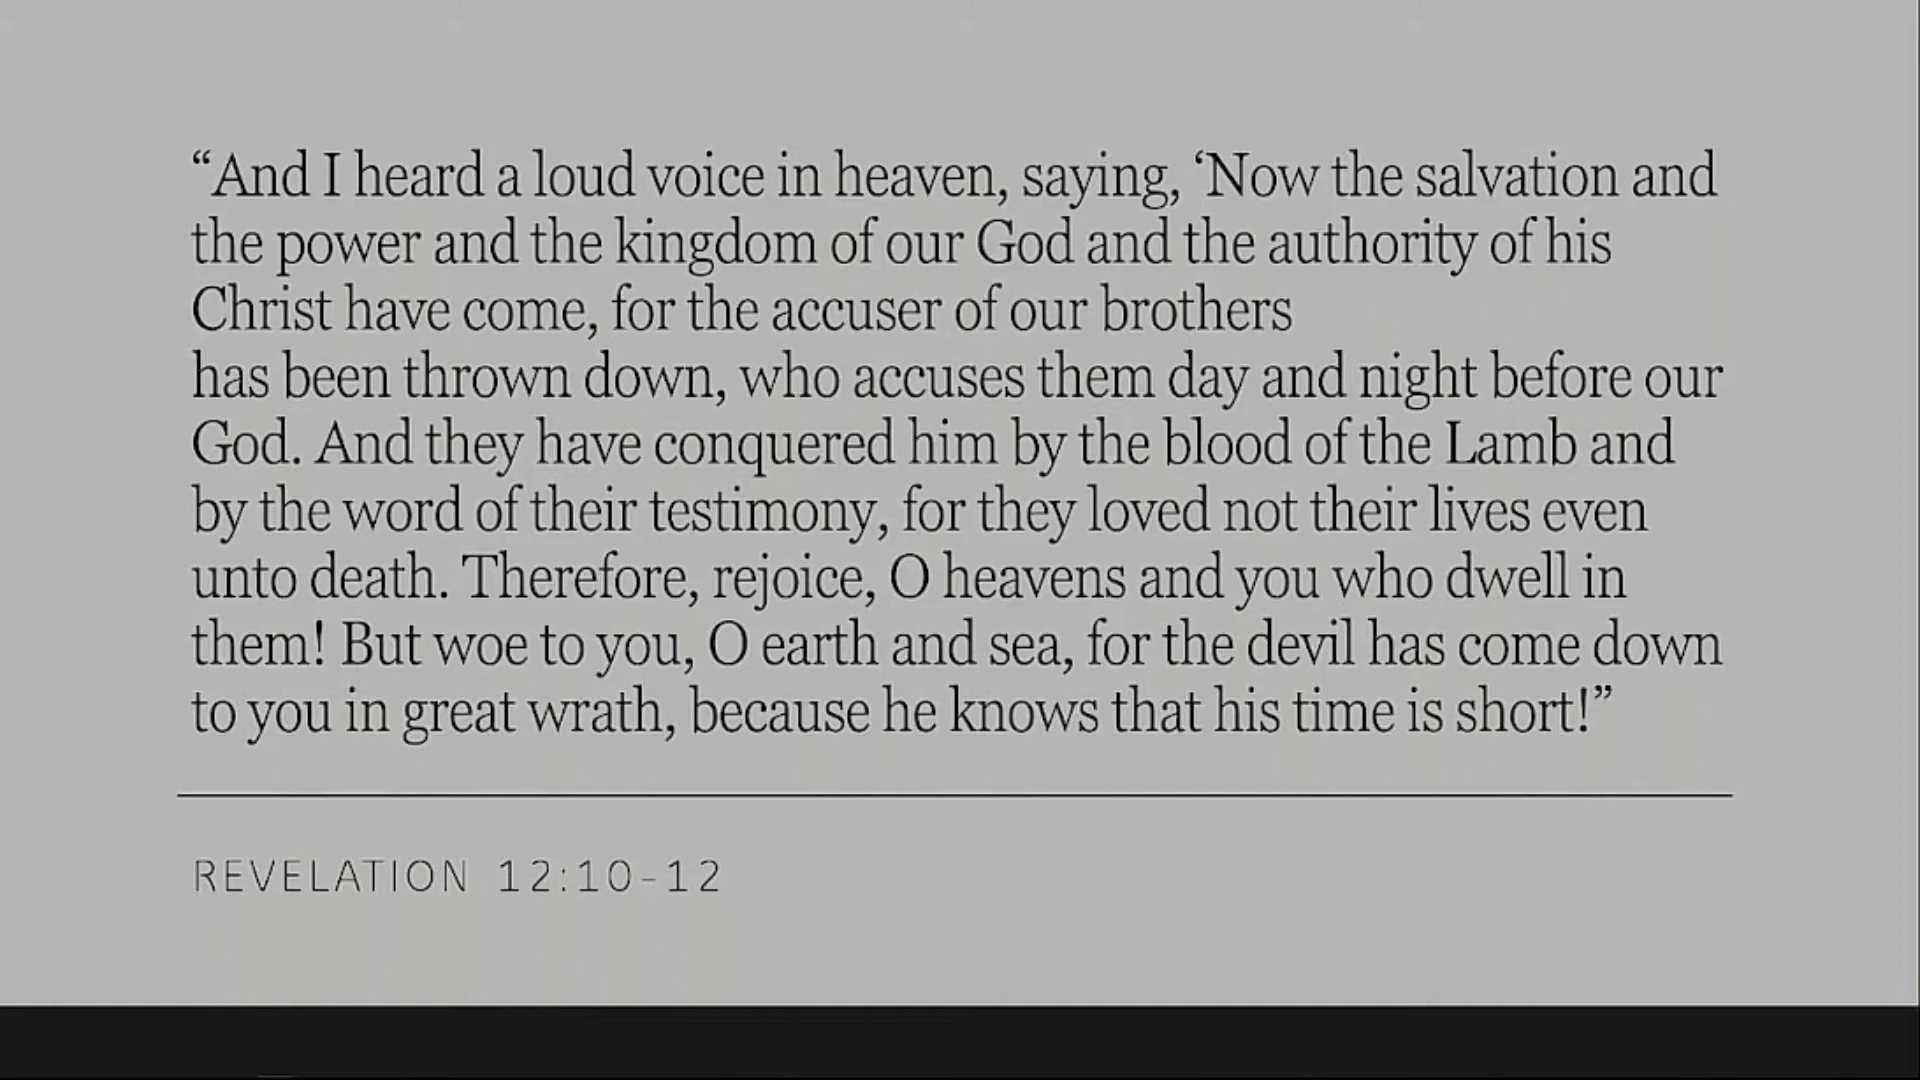 “And I heard a loud voice in heaven, saying, ‘Now the salvation and
the power and the kingdom of our God and the authority of his
Christ have come, for the accuser of our brothers
has been thrown down, who accuses them day and night before our
God. And they have conquered him by the blood of the Lamb and
by the word of their testimony, for they loved not their lives even
unto death. Therefore, rejoice, O heavens and you who dwell in
them! But woe to you, O earth and sea, for the devil has come down
to you in great wrath, because he knows that his time is short!”
REVELATION 12:10-12